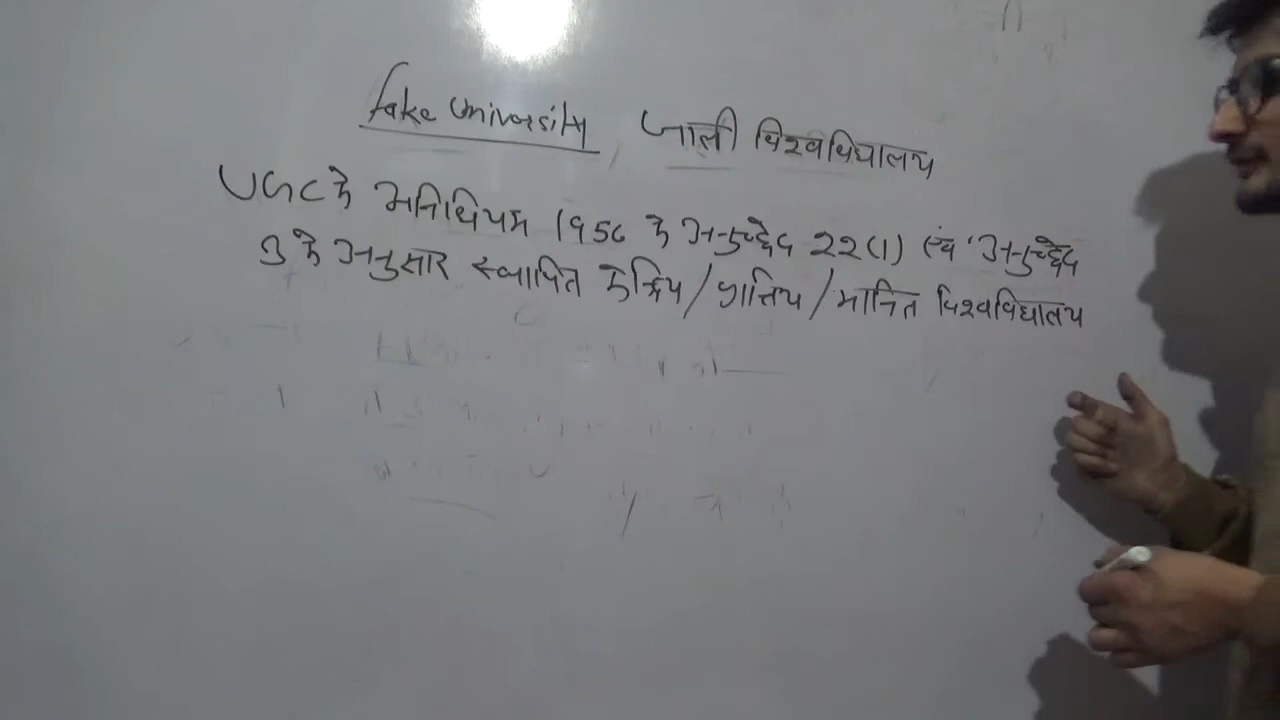 fake University, जाली विश्वविद्यालय
UGC के अधिनियम 1956 के अनुच्छेद 22(1) एवं अनुच्छेद
3 के अनुसार स्थापित केन्द्रिय/प्रान्तिय/मानित विश्वविद्यालय